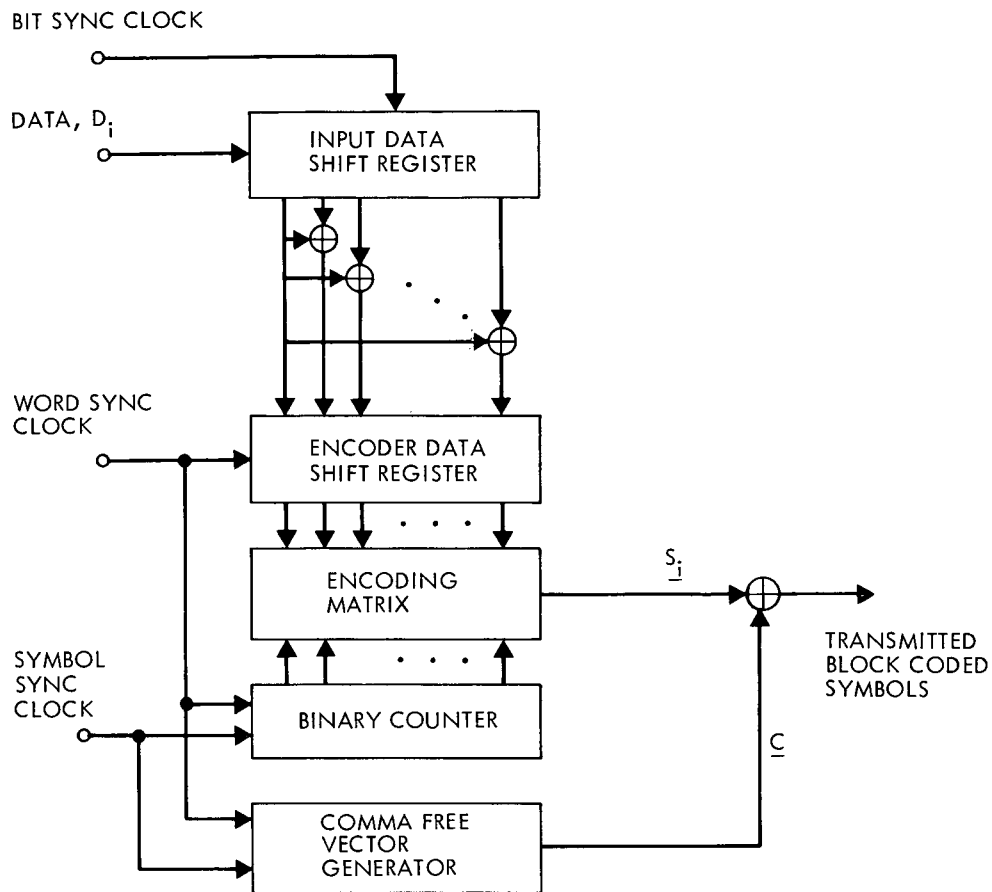 BIT SYNC CLOCK
DATA, Di
INPUT DATA
SHIFT REGISTER
WORD SYNC
CLOCK
ENCODER DATA
SHIFT REGISTER
ENCODING
MATRIX
Si
TRANSMITTED
BLOCK CODED
SYMBOLS
SYMBOL
SYNC
CLOCK
BINARY COUNTER
C
COMMA FREE
VECTOR
GENERATOR